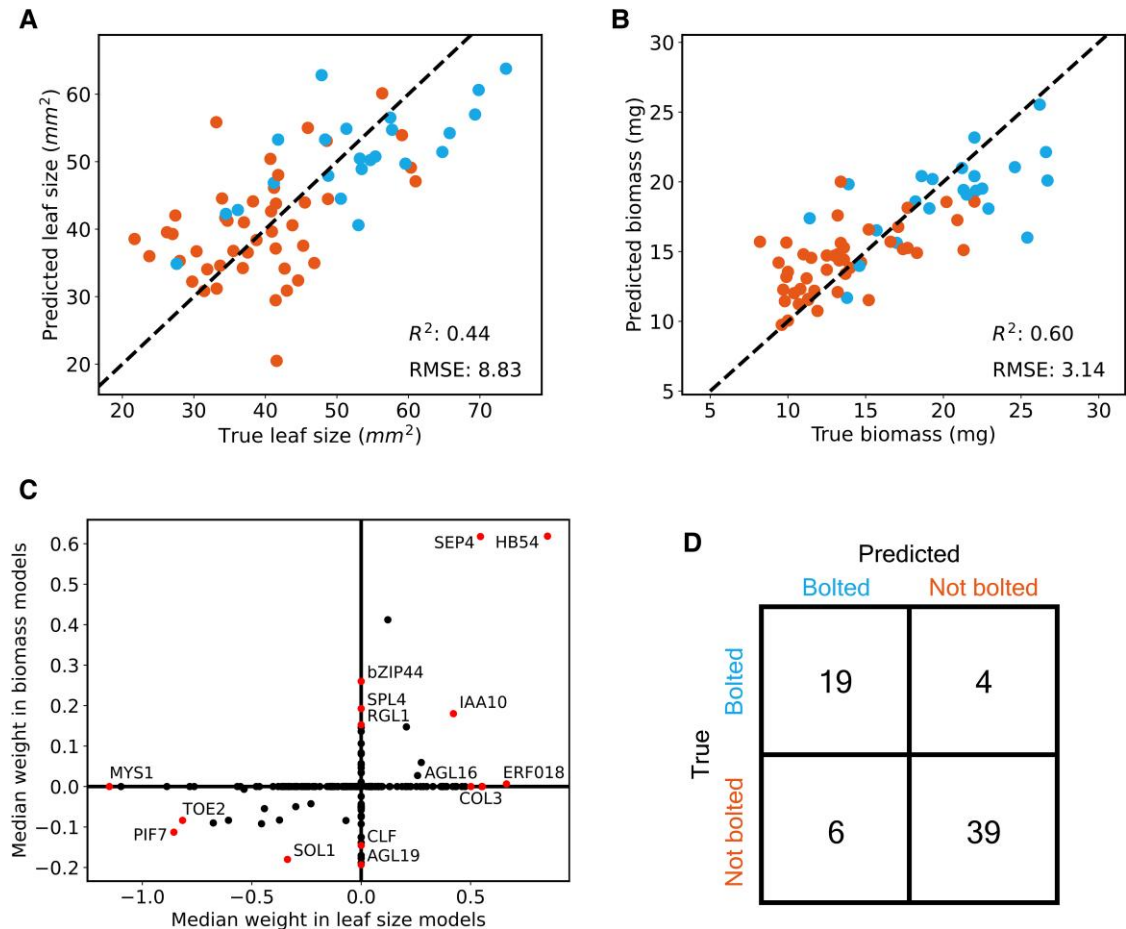 A
Predicted leaf size (mm²)
60
50
40
30
20
20 30 40 50 60 70
True leaf size (mm²)
R²: 0.44
RMSE: 8.83
B
Predicted biomass (mg)
30
25
20
15
10
5
5 10 15 20 25 30
True biomass (mg)
R²: 0.60
RMSE: 3.14
C
Median weight in biomass models
0.6
0.5
0.4
0.3
0.2
0.1
0.0
−0.1
−0.2
SEP4 HB54
bZIP44
SPL4
RGL1
IAA10
MYS1
AGL16
ERF018
COL3
TOE2
PIF7
SOL1
CLF
AGL19
−1.0 −0.5 0.0 0.5
Median weight in leaf size models
D
Predicted
Bolted Not bolted
True
Bolted
19 4
Not bolted
6 39